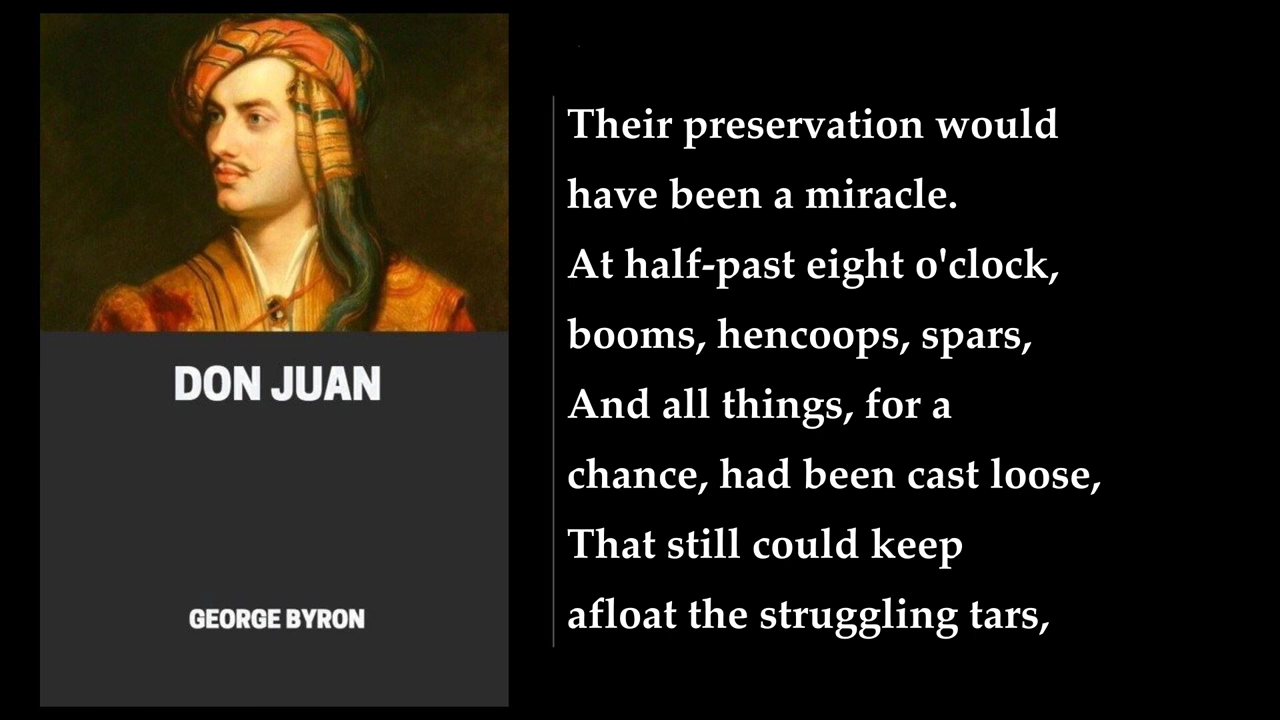 DON JUAN
GEORGE BYRON
Their preservation would
have been a miracle.
At half-past eight o'clock,
booms, hencoops, spars,
And all things, for a
chance, had been cast loose,
That still could keep
afloat the struggling tars,